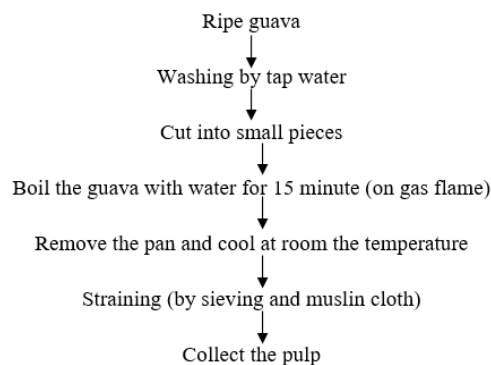 Ripe guava
Washing by tap water
Cut into small pieces
Boil the guava with water for 15 minute (on gas flame)
Remove the pan and cool at room the temperature
Straining (by sieving and muslin cloth)
Collect the pulp